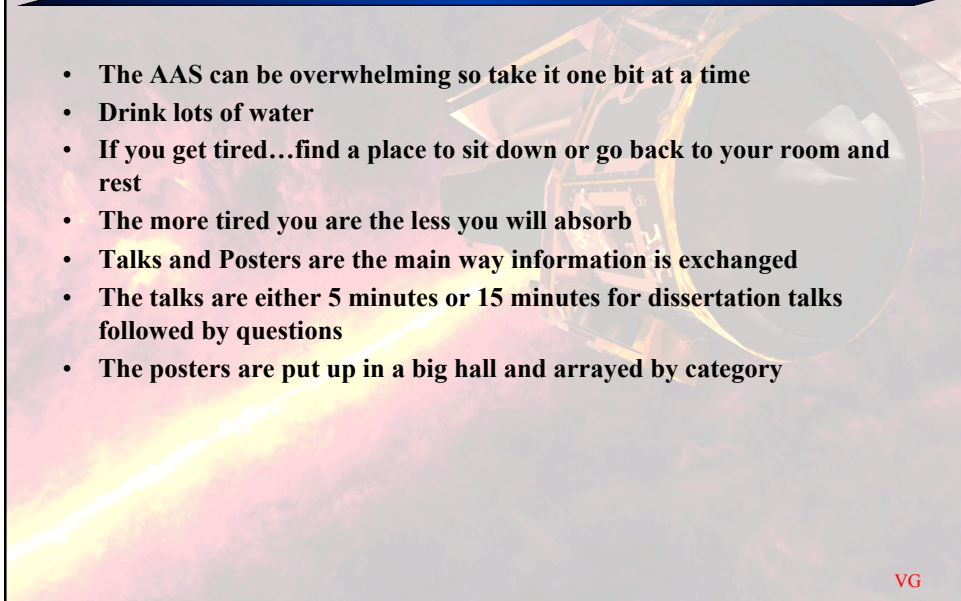 • The AAS can be overwhelming so take it one bit at a time
• Drink lots of water
• If you get tired…find a place to sit down or go back to your room and
rest
• The more tired you are the less you will absorb
• Talks and Posters are the main way information is exchanged
• The talks are either 5 minutes or 15 minutes for dissertation talks
followed by questions
• The posters are put up in a big hall and arrayed by category
VG